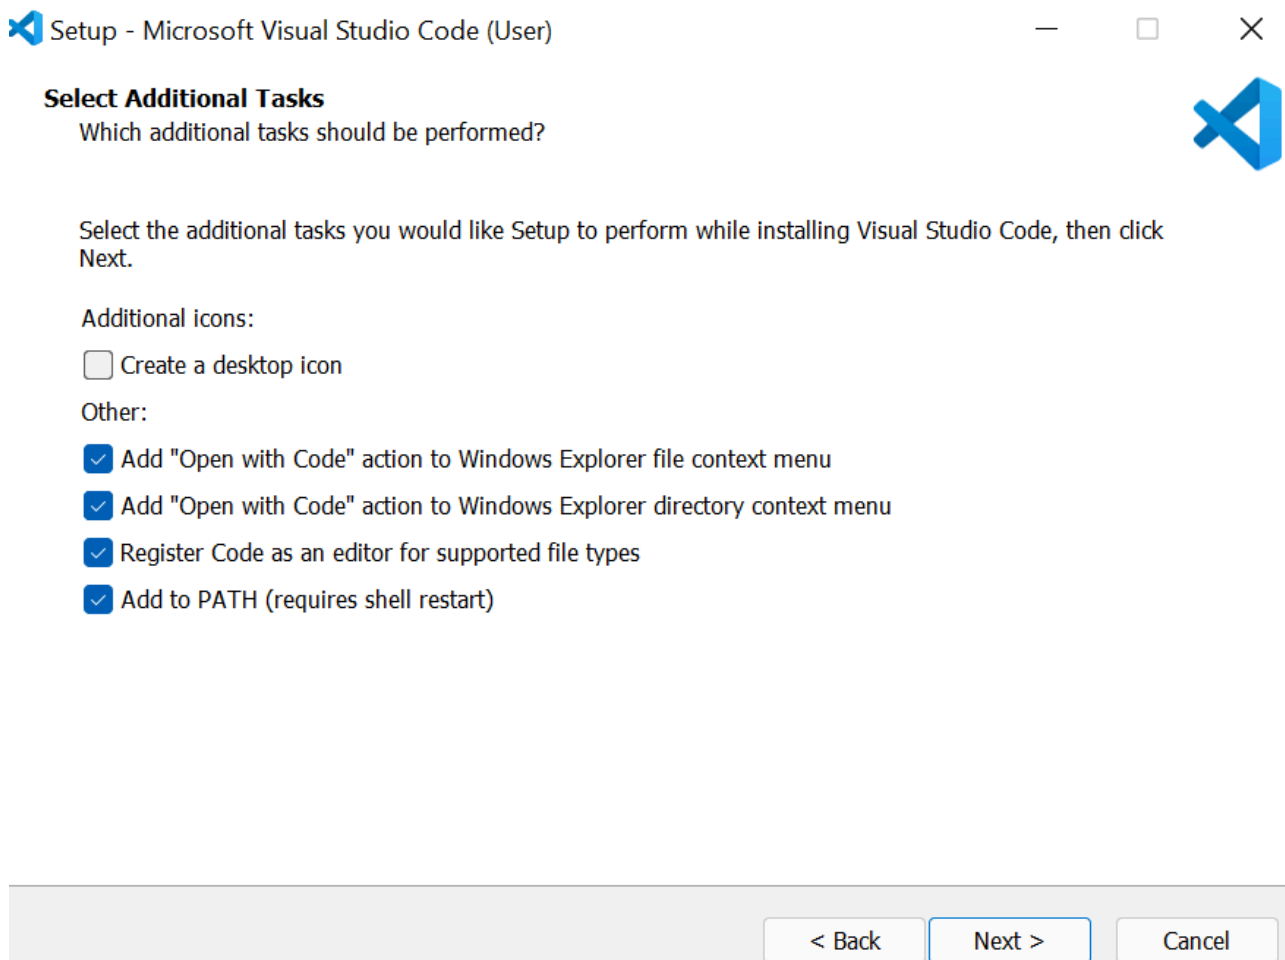 Setup - Microsoft Visual Studio Code (User)
Select Additional Tasks
Which additional tasks should be performed?
Select the additional tasks you would like Setup to perform while installing Visual Studio Code, then click
Next.
Additional icons:
Create a desktop icon
Other:
Add "Open with Code" action to Windows Explorer file context menu
Add "Open with Code" action to Windows Explorer directory context menu
Register Code as an editor for supported file types
Add to PATH (requires shell restart)
< Back Next > Cancel